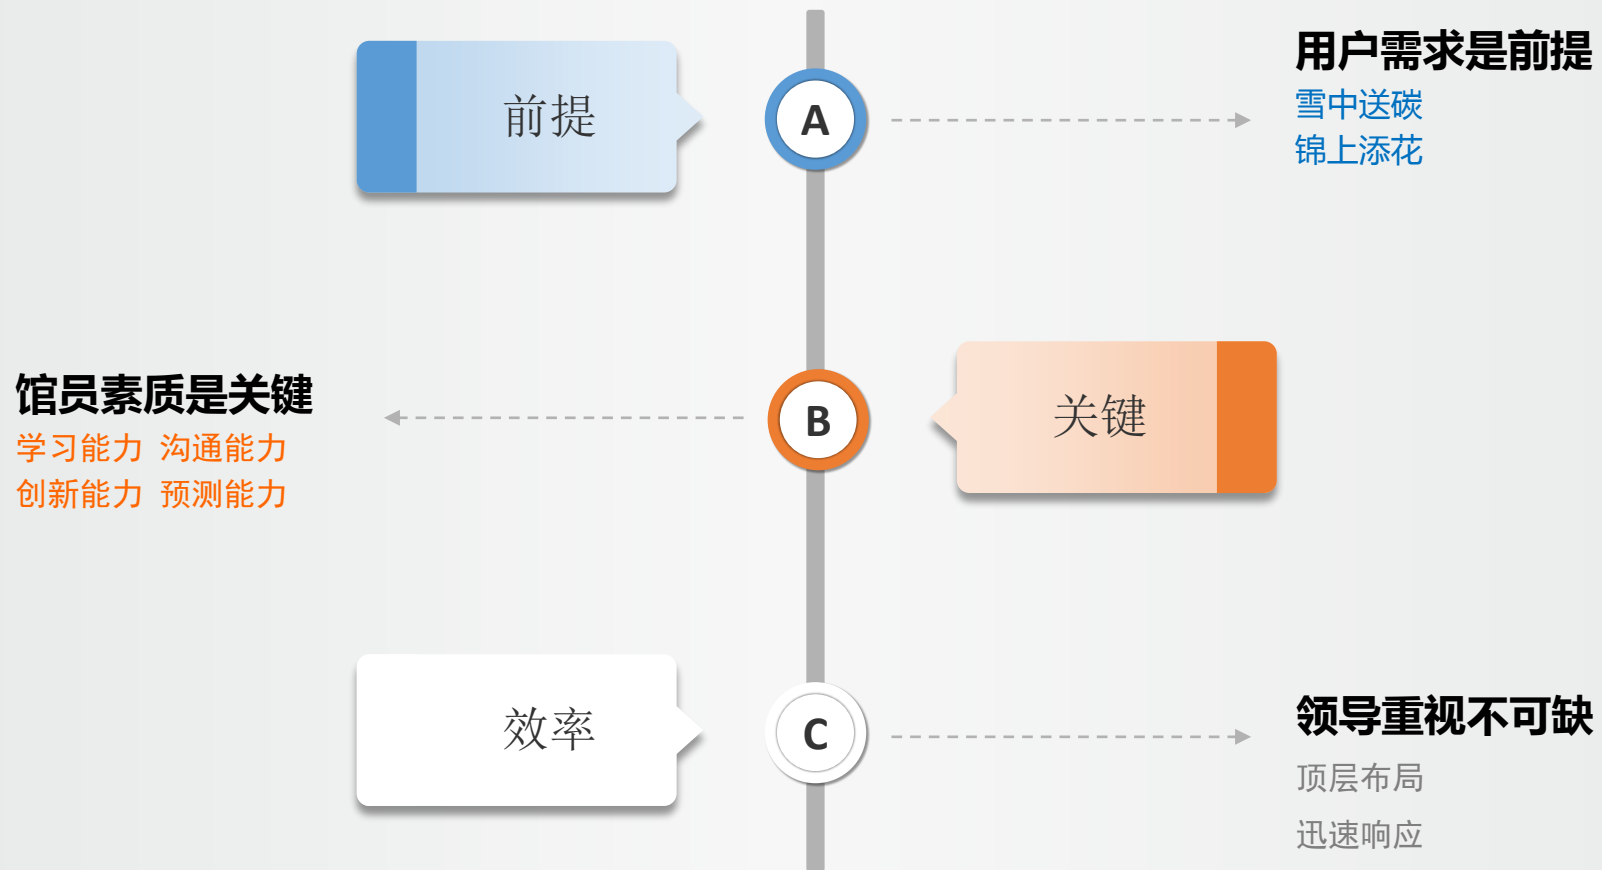 前提
A
用户需求是前提
雪中送碳
锦上添花
馆员素质是关键
学习能力 沟通能力
创新能力 预测能力
B
关键
效率
C
领导重视不可缺
顶层布局
迅速响应